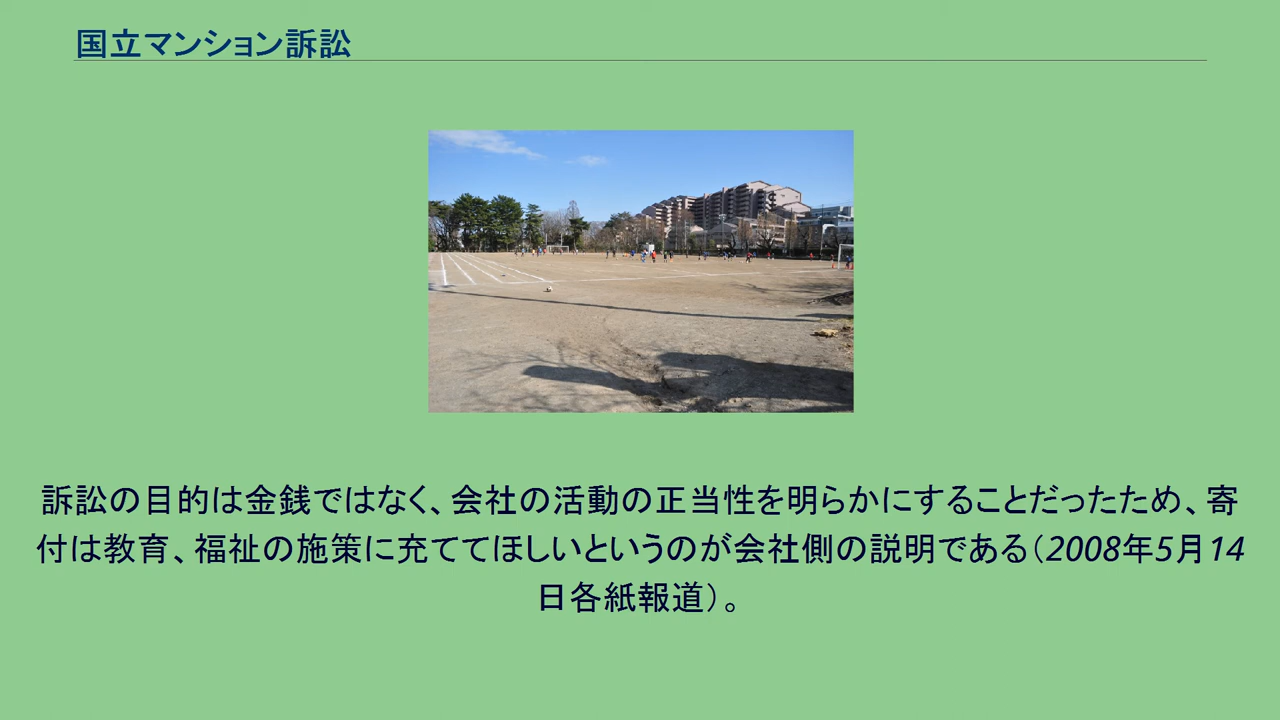 国立マンション訴訟
訴訟の目的は金銭ではなく、会社の活動の正当性を明らかにすることだったため、寄
付は教育、福祉の施策に充ててほしいというのが会社側の説明である（2008年5月14
日各紙報道）。